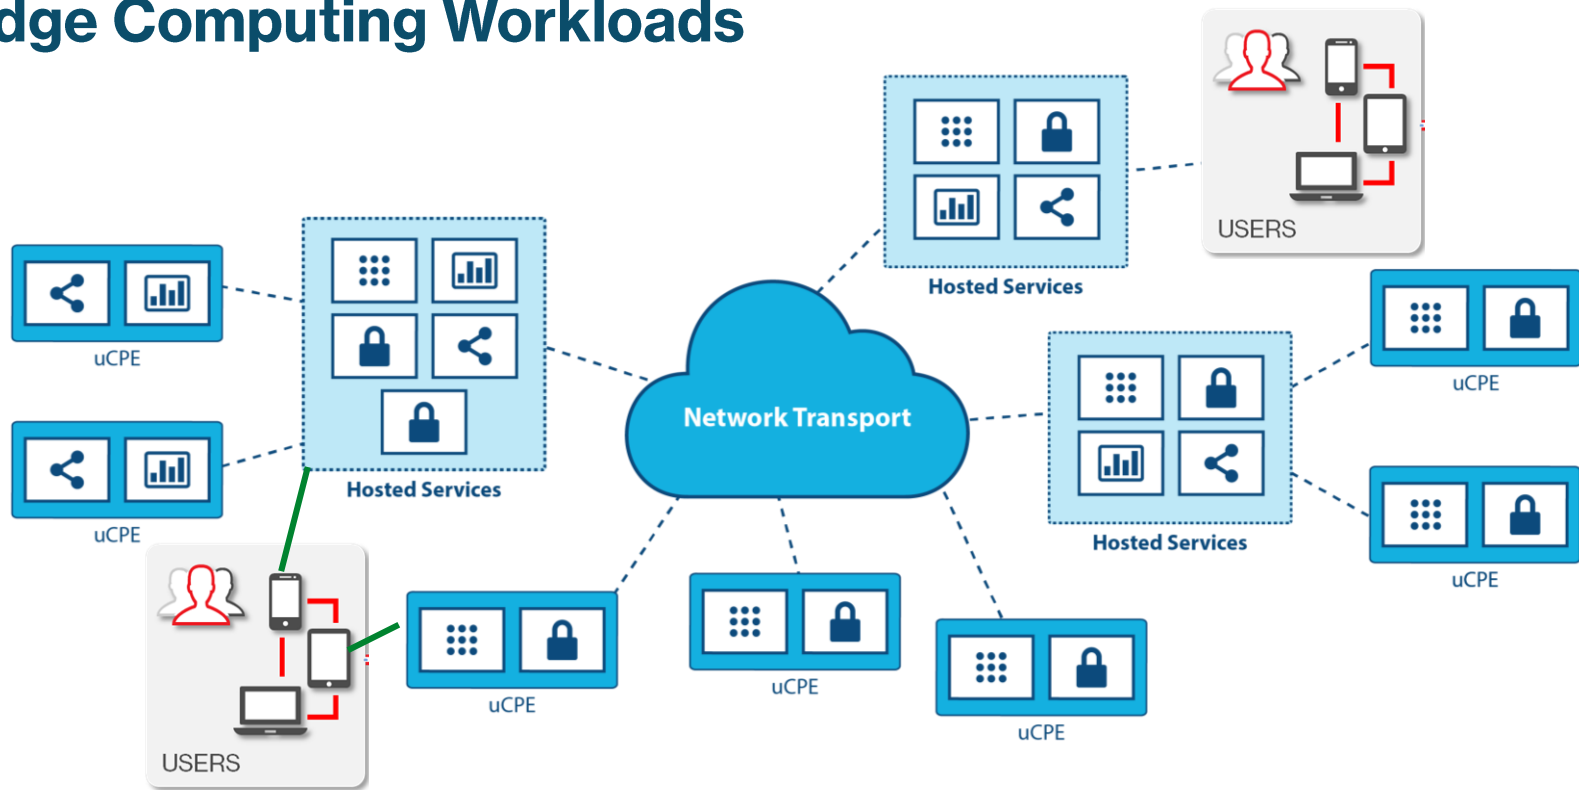 dge Computing Workloads
USERS
Hosted Services
uCPE
uCPE
Network Transport
uCPE
Hosted Services
uCPE
Hosted Services
uCPE
uCPE
uCPE
uCPE
USERS